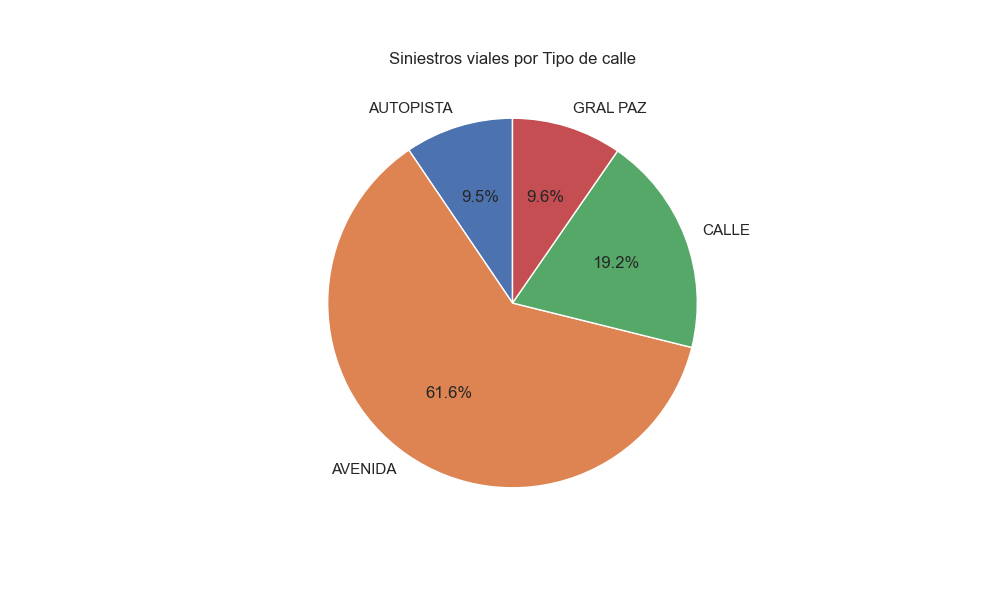 Siniestros viales por Tipo de calle
AUTOPISTA
GRAL PAZ
9.5%
9.6%
CALLE
19.2%
61.6%
AVENIDA